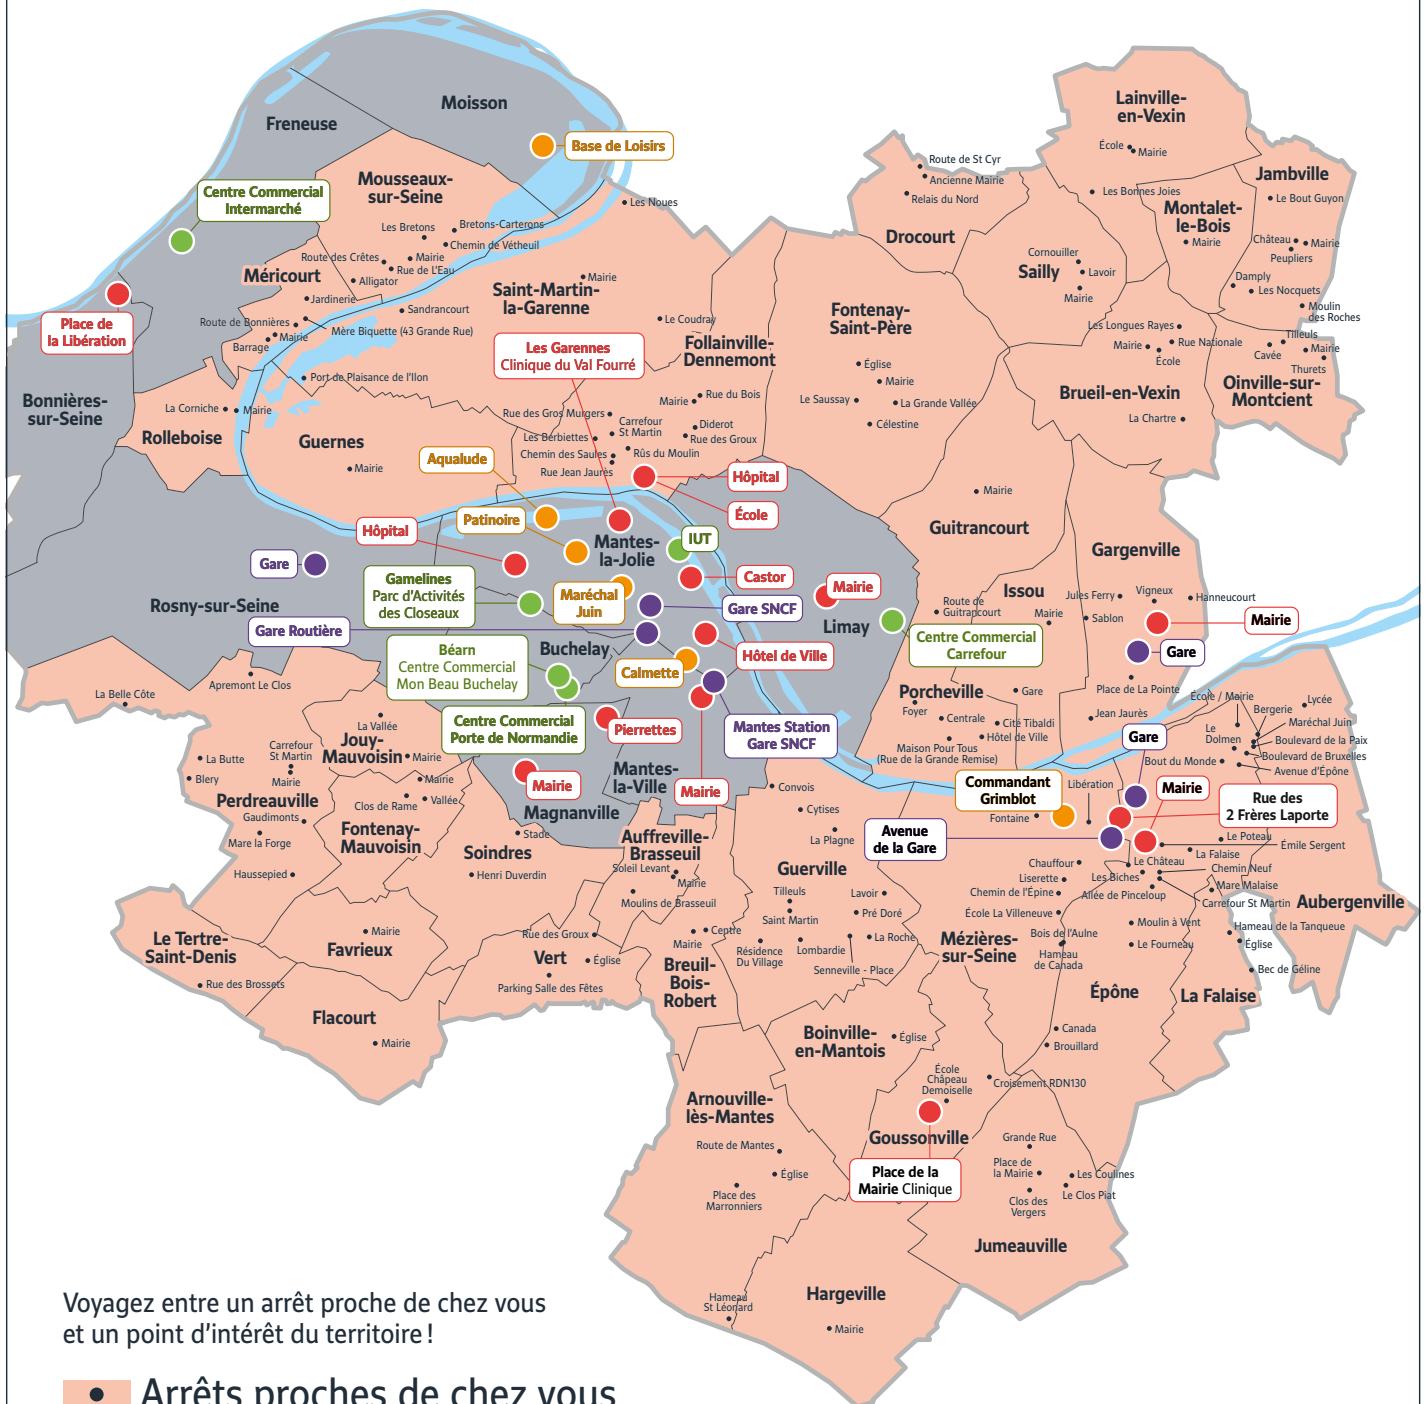 Moisson
Freneuse
Base de Loisirs
Mousseaux-
sur-Seine
Centre Commercial
Intermarché
Les Bretons
Bretons-Carterons
Chemin de Vétheuil
Route des Crêtes
Mairie
Rue de L'Eau
Alligator
Méricourt
Jardinerie
Route de Bonnières
Mère Biquette (43 Grande Rue)
Mairie
Barrage
Sandrancourt
Port de Plaisance de l'Ilon
Place de
la Libération
Bonnières-
sur-Seine
La Corniche
Mairie
Rolleboise
Guernes
Mairie
Les Noues
Mairie
Saint-Martin-
la-Garenne
Le Coudray
Les Garennes
Clinique du Val Fourré
Follainville-
Dennemont
Rue du Bois
Mairie
Rue des Gros Murgers
Carrefour
St Martin
Diderot
Les Berbiettes
Rue des Groux
Chemin des Saules
Rûs du Moulin
Rue Jean Jaurès
Lainville-
en-Vexin
École
Mairie
Les Bonnes Joies
Route de St Cyr
Ancienne Mairie
Relais du Nord
Drocourt
Jambville
Le Bout Guyon
Montalet-
le-Bois
Mairie
Château
Mairie
Peupliers
Cornouiller
Sailly
Lavoir
Mairie
Damply
Les Nocquets
Moulin
des Roches
Fontenay-
Saint-Père
Les Longues Rayes
Mairie
Rue Nationale
École
Tilleuls
Cavée
Mairie
Thurets
Église
Mairie
Le Saussay
La Grande Vallée
Célestine
Brueil-en-Vexin
La Chartre
Oinville-sur-
Montcient
Aqualude
Patinoire
Hôpital
Hôpital
École
Mairie
Guitrancourt
Gargenville
Gare
Rosny-sur-Seine
Gamelines
Parc d'Activités
des Closeaux
Gare Routière
Mantes-
la-Jolie
IUT
Maréchal
Juin
Castor
Gare SNCF
Mairie
Limay
Hôtel de Ville
Centre Commercial
Carrefour
Route de
Guitrancourt
Issou
Mairie
Jules Ferry
Vigneux
Hanneucourt
Sablon
Mairie
Gare
Place de La Pointe
Béarn
Centre Commercial
Mon Beau Buchelay
Buchelay
Calmette
Centre Commercial
Porte de Normandie
Pierrettes
Mantes Station
Gare SNCF
Mairie
Mantes-
la-Ville
Mairie
Magnanville
Porcheville
Gare
Foyer
Centrale
Cité Tibaldi
Hôtel de Ville
Maison Pour Tous
(Rue de la Grande Remise)
Jean Jaurès
École / Mairie
Bergerie
Lycée
Le
Dolmen
Maréchal Juin
Boulevard de la Paix
Boulevard de Bruxelles
Bout du Monde
Avenue d'Épône
Gare
Mairie
Commandant
Grimblot
Libération
Fontaine
Rue des
2 Frères Laporte
Avenue
de la Gare
Le Poteau
Émile Sergent
La Falaise
Chemin Neuf
Mare Malaise
Carrefour St Martin
Aubergenville
Hameau de la Tanqueue
Église
Bec de Géline
Chauffour
Liserette
Chemin de l'Épine
École La Villeneuve
Le Château
Les Biches
Allée de Pinceloup
Moulin à Vent
Le Fourneau
Bois de l'Aulne
Hameau
de Canada
Mézières-
sur-Seine
Épône
La Falaise
Canada
Brouillard
La Belle Côte
Apremont Le Clos
La Vallée
Jouy-
Mauvoisin
Mairie
Carrefour
St Martin
Mairie
La Butte
Blery
Perdreauville
Gaudimonts
Mare la Forge
Haussepied
Mairie
Clos de Rame
Vallée
Fontenay-
Mauvoisin
Stade
Soindres
Henri Duverdin
Auffreville-
Brasseuil
Soleil Levant
Mairie
Moulins de Brasseuil
Convois
Cytises
La Plagne
Guerville
Tilleuls
Saint Martin
Lavoir
Pré Doré
La Roche
Résidence
Du Village
Lombardie
Senneville - Place
Le Tertre-
Saint-Denis
Rue des Brossets
Mairie
Favrieux
Flacourt
Mairie
Rue des Groux
Vert
Église
Parking Salle des Fêtes
Centre
Mairie
Breuil-
Bois-
Robert
Boinville-
en-Mantois
Église
École
Châpeau
Demoiselle
Croisement RDN130
Arnouville-
lès-Mantes
Route de Mantes
Église
Place des
Marronniers
Goussonville
Place de la
Mairie Clinique
Grande Rue
Place de
la Mairie
Les Coulines
Le Clos Piat
Clos des
Vergers
Jumeauville
Hargeville
Hameau
St Léonard
Mairie
Voyagez entre un arrêt proche de chez vous
et un point d'intérêt du territoire !
Arrêts proches de chez vous